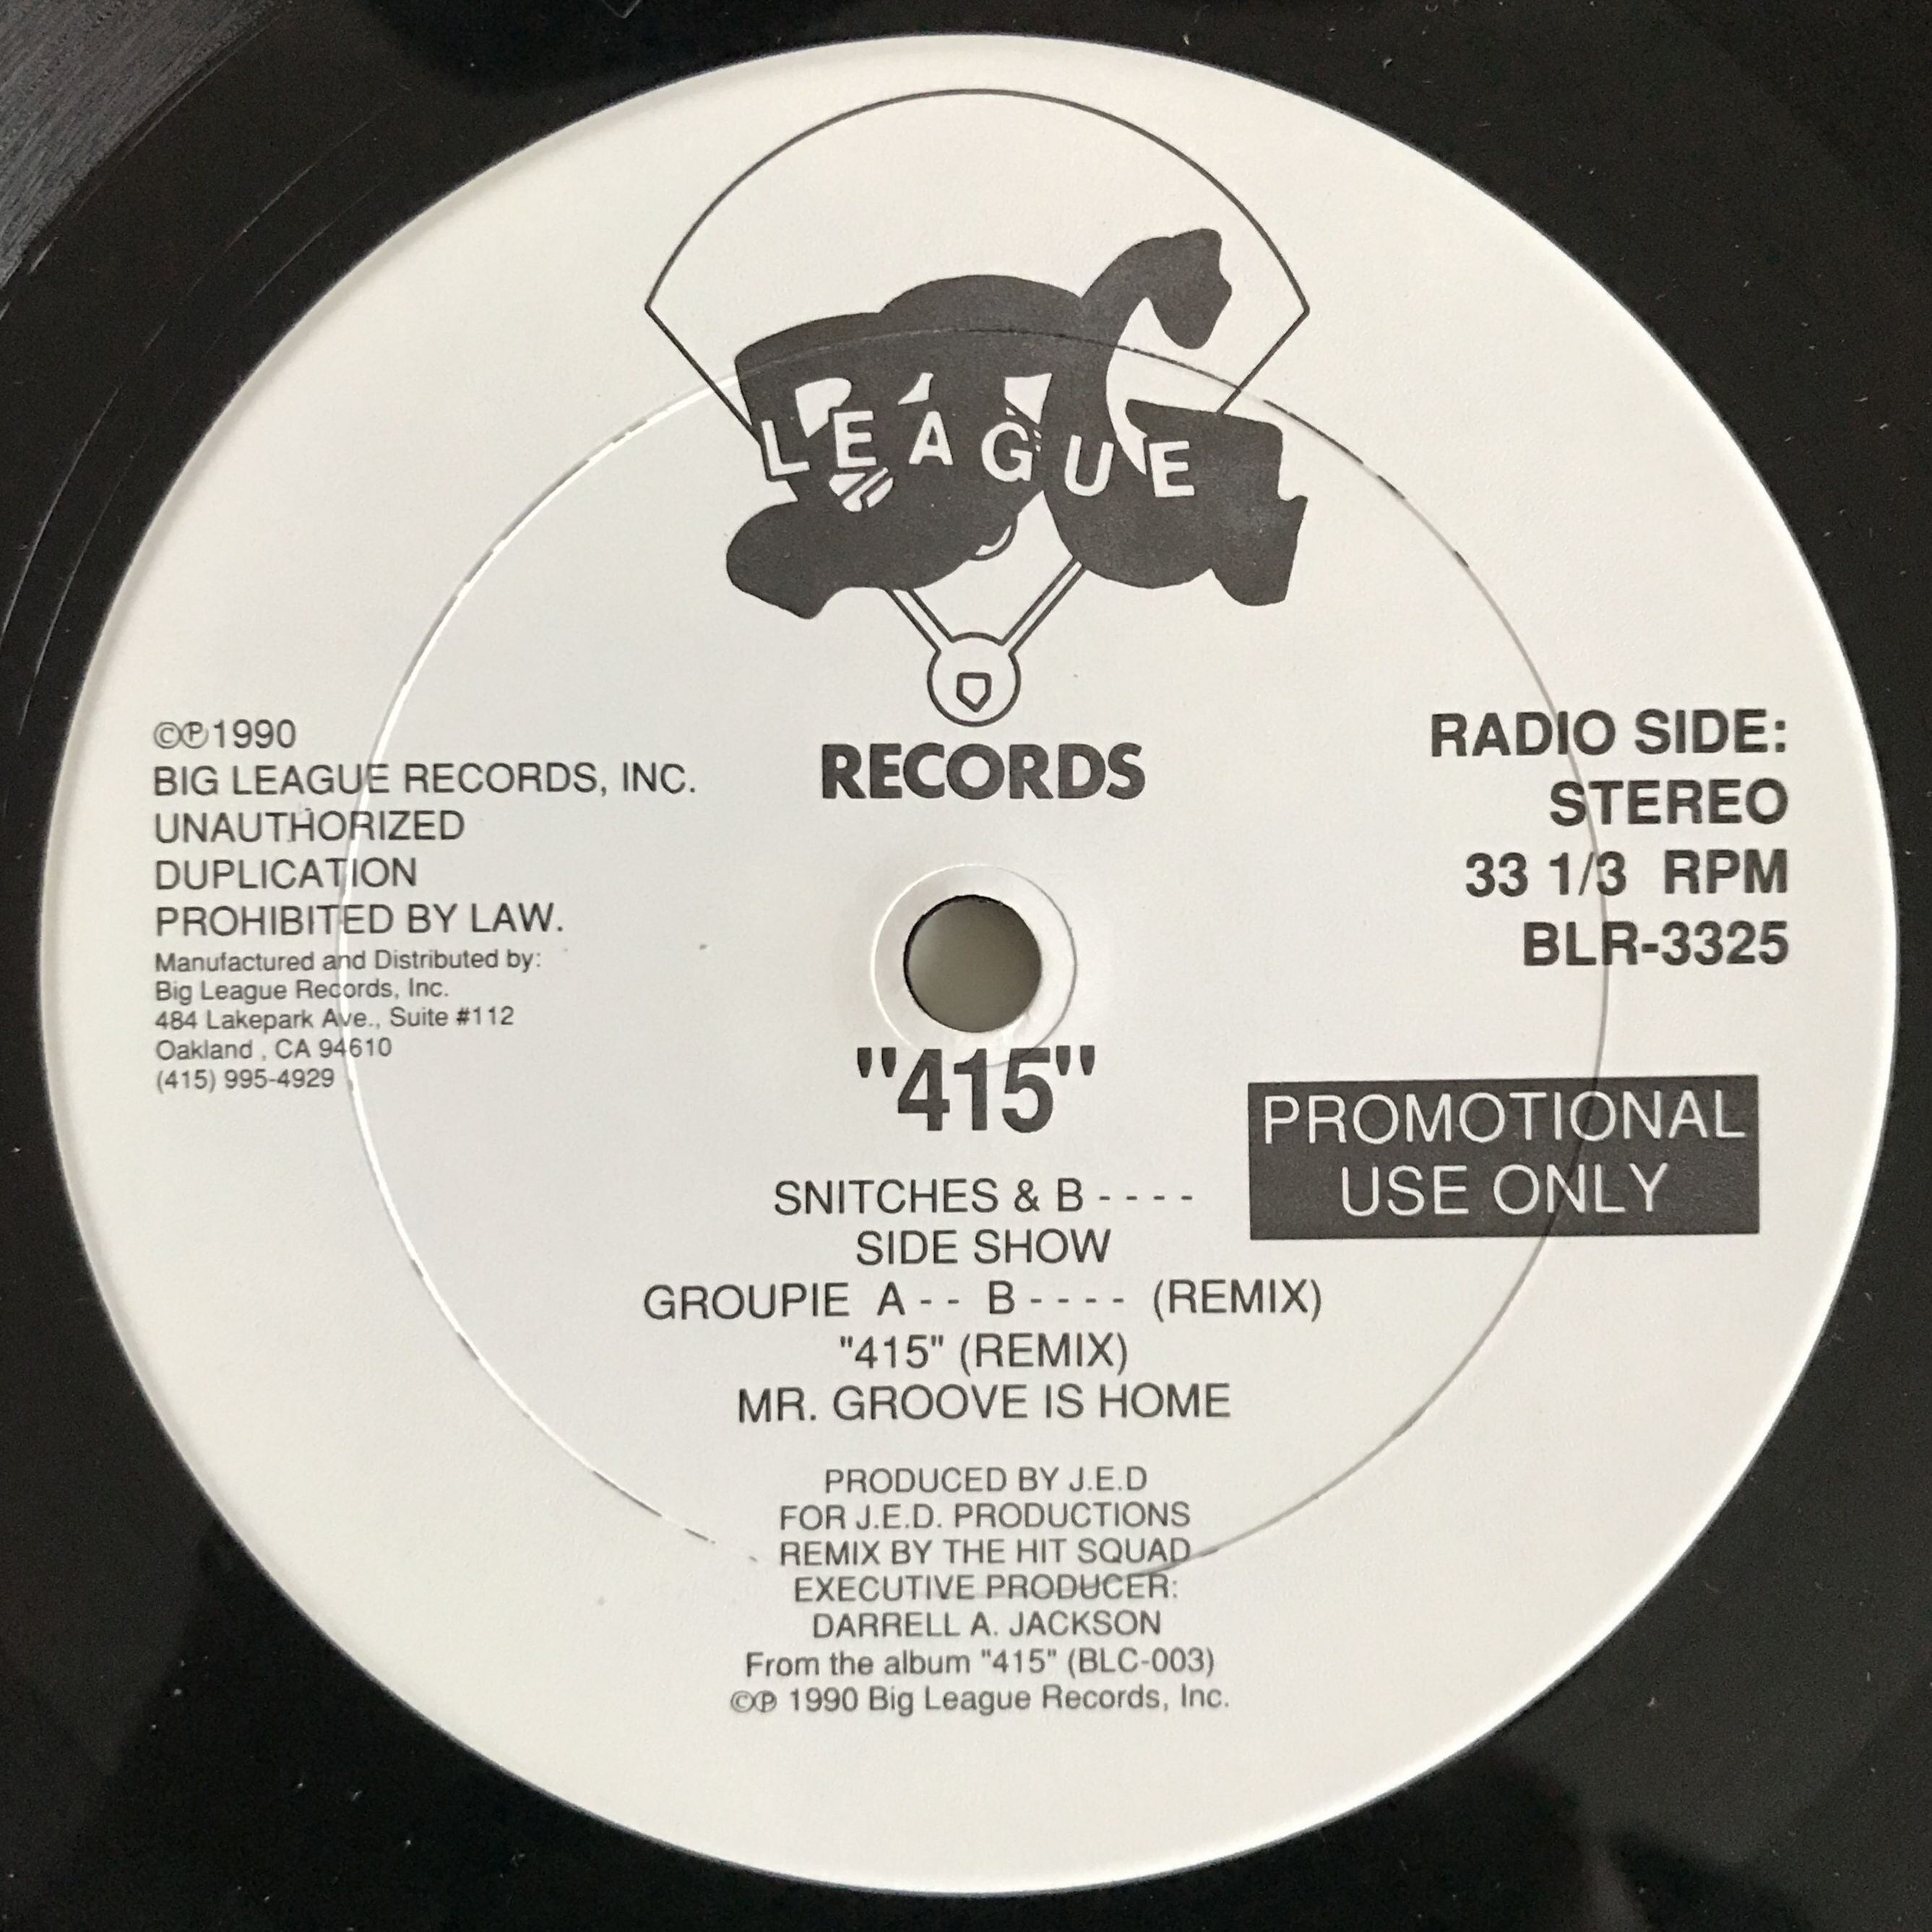 BIG
LEAGUE
RECORDS
©℗1990
BIG LEAGUE RECORDS, INC.
UNAUTHORIZED
DUPLICATION
PROHIBITED BY LAW.
Manufactured and Distributed by:
Big League Records, Inc.
484 Lakepark Ave., Suite #112
Oakland , CA 94610
(415) 995-4929
RADIO SIDE:
STEREO
33 1/3 RPM
BLR-3325
PROMOTIONAL
USE ONLY
"415"
SNITCHES & B - - - -
SIDE SHOW
GROUPIE A - - B - - - - (REMIX)
"415" (REMIX)
MR. GROOVE IS HOME
PRODUCED BY J.E.D
FOR J.E.D. PRODUCTIONS
REMIX BY THE HIT SQUAD
EXECUTIVE PRODUCER:
DARRELL A. JACKSON
From the album "415" (BLC-003)
©℗ 1990 Big League Records, Inc.